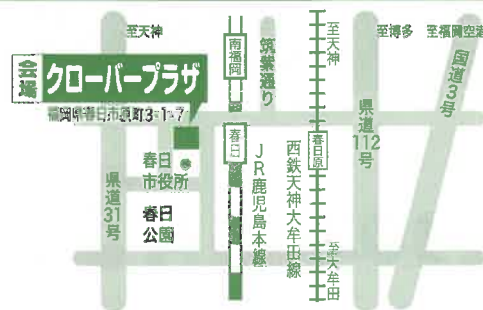 至天神
会場
クローバープラザ
福岡県春日市原町3-1-7
春日
市役所
春日
公園
県道31号
南福岡
春日
JR鹿児島本線
筑紫通り
至天神
春日原
西鉄天神大牟田線
至大牟田
至博多
至福岡空港
県道112号
国道3号